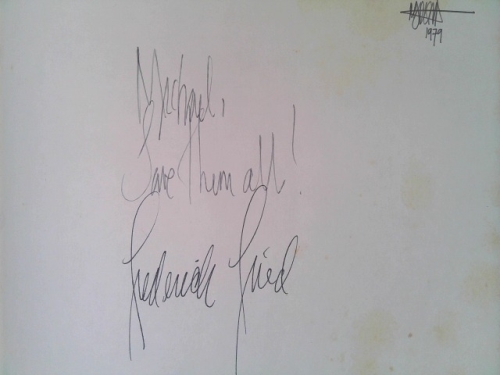 1979
Michael,
Save them all!
Frederick Fried